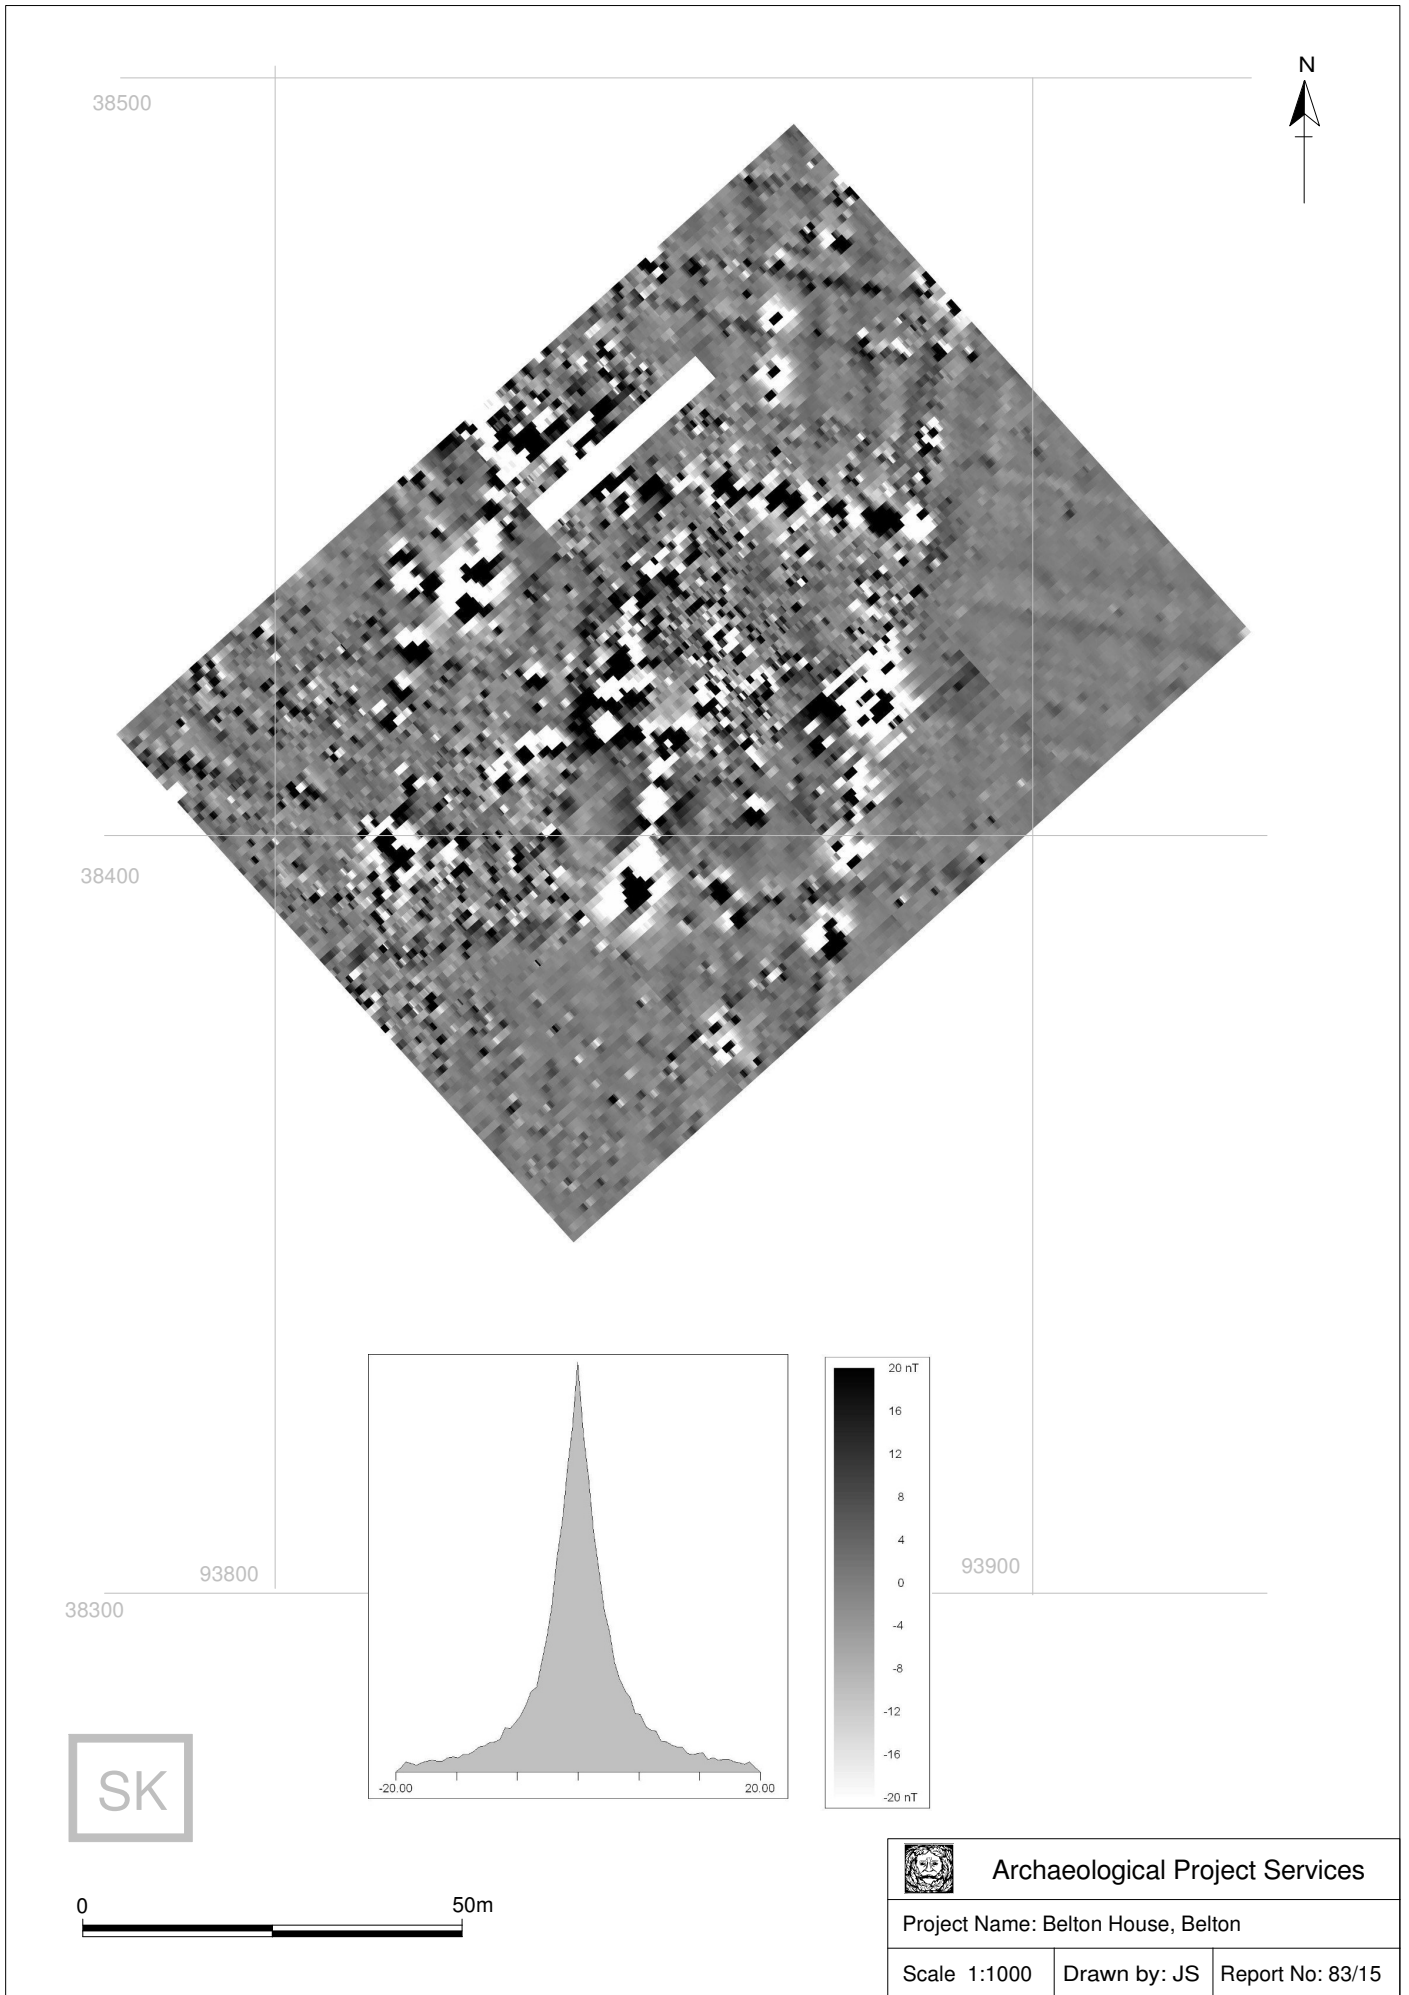 N
38500
38400
93800
93900
38300
20 nT
16
12
8
4
0
-4
-8
-12
-16
-20 nT
-20.00 20.00
SK
0 50m
Archaeological Project Services
Project Name: Belton House, Belton
Scale 1:1000 Drawn by: JS Report No: 83/15